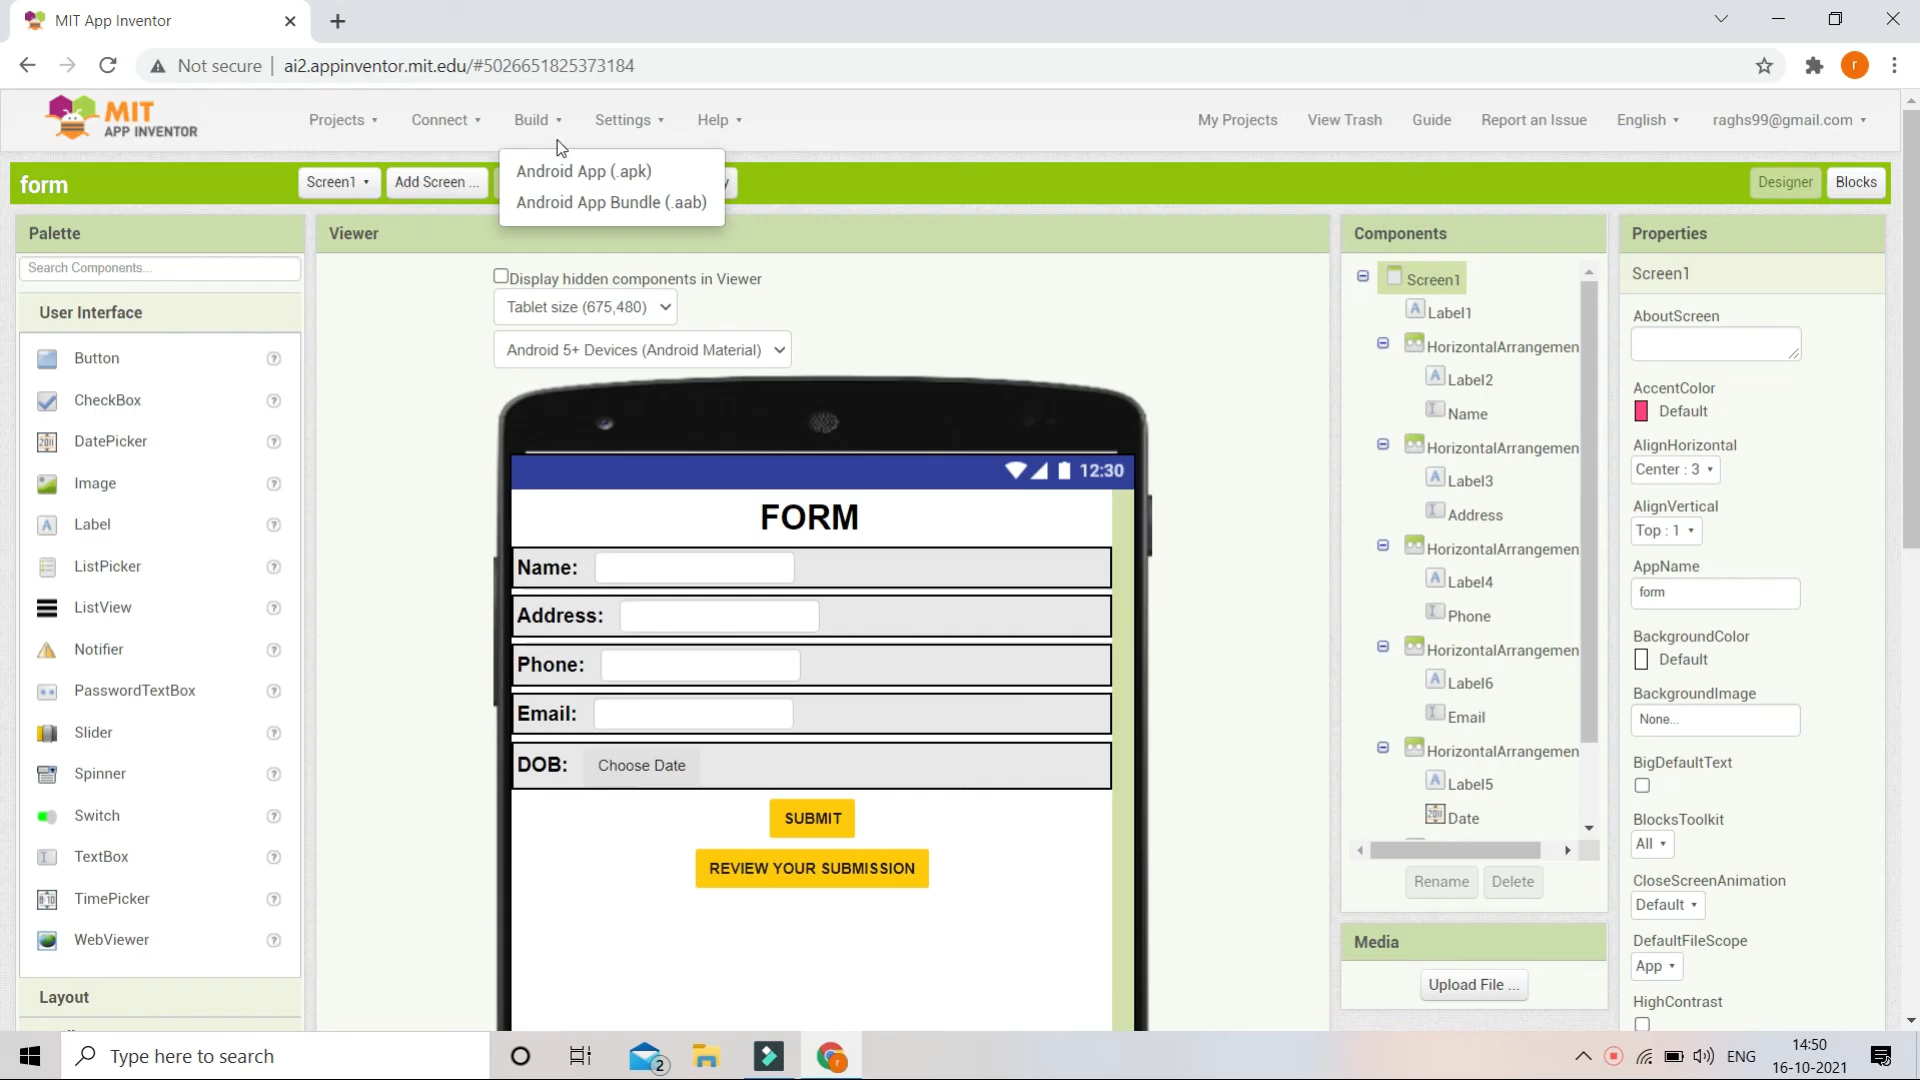 MIT App Inventor
Not secure
ai2.appinventor.mit.edu/#5026651825373184
r
MIT
APP INVENTOR
Projects
Connect
Build
Settings
Help
My Projects
View Trash
Guide
Report an Issue
English
raghs99@gmail.com
Android App (.apk)
Android App Bundle (.aab)
form
Screen1
Add Screen ...
Designer
Blocks
Palette
Search Components...
User Interface
Button
CheckBox
DatePicker
Image
Label
ListPicker
ListView
Notifier
PasswordTextBox
Slider
Spinner
Switch
TextBox
TimePicker
WebViewer
Layout
Viewer
Display hidden components in Viewer
Tablet size (675,480)
Android 5+ Devices (Android Material)
12:30
FORM
Name:
Address:
Phone:
Email:
DOB: Choose Date
SUBMIT
REVIEW YOUR SUBMISSION
Components
Screen1
Label1
HorizontalArrangemen
Label2
Name
HorizontalArrangemen
Label3
Address
HorizontalArrangemen
Label4
Phone
HorizontalArrangemen
Label6
Email
HorizontalArrangemen
Label5
Date
Rename
Delete
Media
Upload File ...
Properties
Screen1
AboutScreen
AccentColor
Default
AlignHorizontal
Center : 3
AlignVertical
Top : 1
AppName
form
BackgroundColor
Default
BackgroundImage
None...
BigDefaultText
BlocksToolkit
All
CloseScreenAnimation
Default
DefaultFileScope
App
HighContrast
Type here to search
2
ENG
14:50
16-10-2021